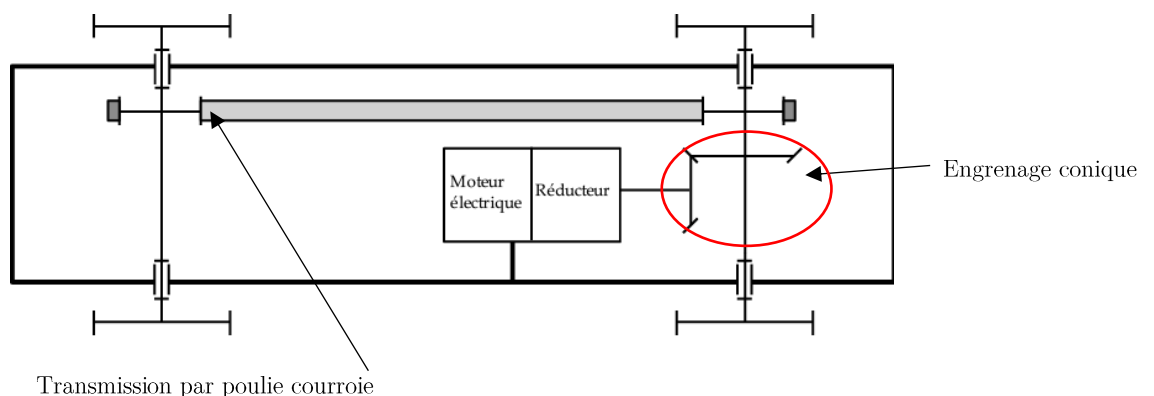 Moteur
électrique
Réducteur
Engrenage conique
Transmission par poulie courroie